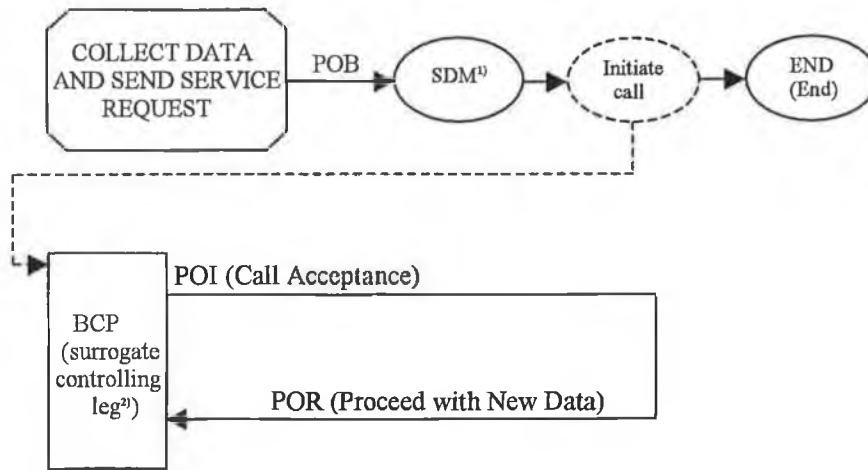 COLLECT DATA
AND SEND SERVICE
REQUEST
POB
SDM¹⁾
Initiate
call
END
(End)
POI (Call Acceptance)
BCP
(surrogate
controlling
leg²⁾)
POR (Proceed with New Data)